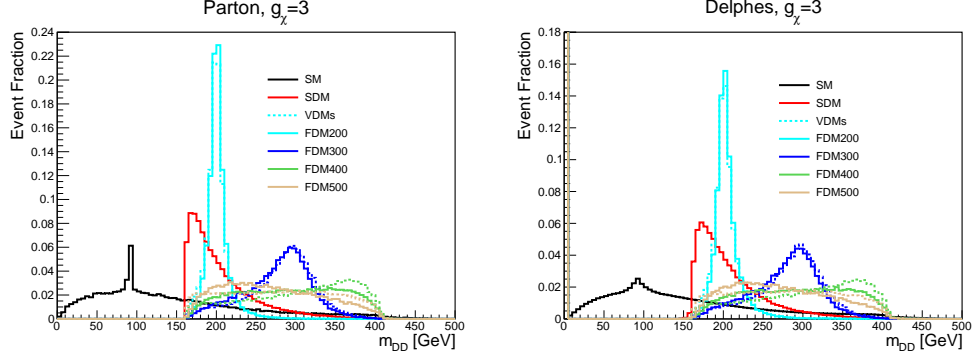 Parton, gχ=3
Event Fraction
0.24
0.22
0.2
0.18
0.16
0.14
0.12
0.1
0.08
0.06
0.04
0.02
0
SM
SDM
VDMs
FDM200
FDM300
FDM400
FDM500
0 50 100 150 200 250 300 350 400 450 500
mDD [GeV]
Delphes, gχ=3
Event Fraction
0.18
0.16
0.14
0.12
0.1
0.08
0.06
0.04
0.02
0
SM
SDM
VDMs
FDM200
FDM300
FDM400
FDM500
0 50 100 150 200 250 300 350 400 450 500
mDD [GeV]